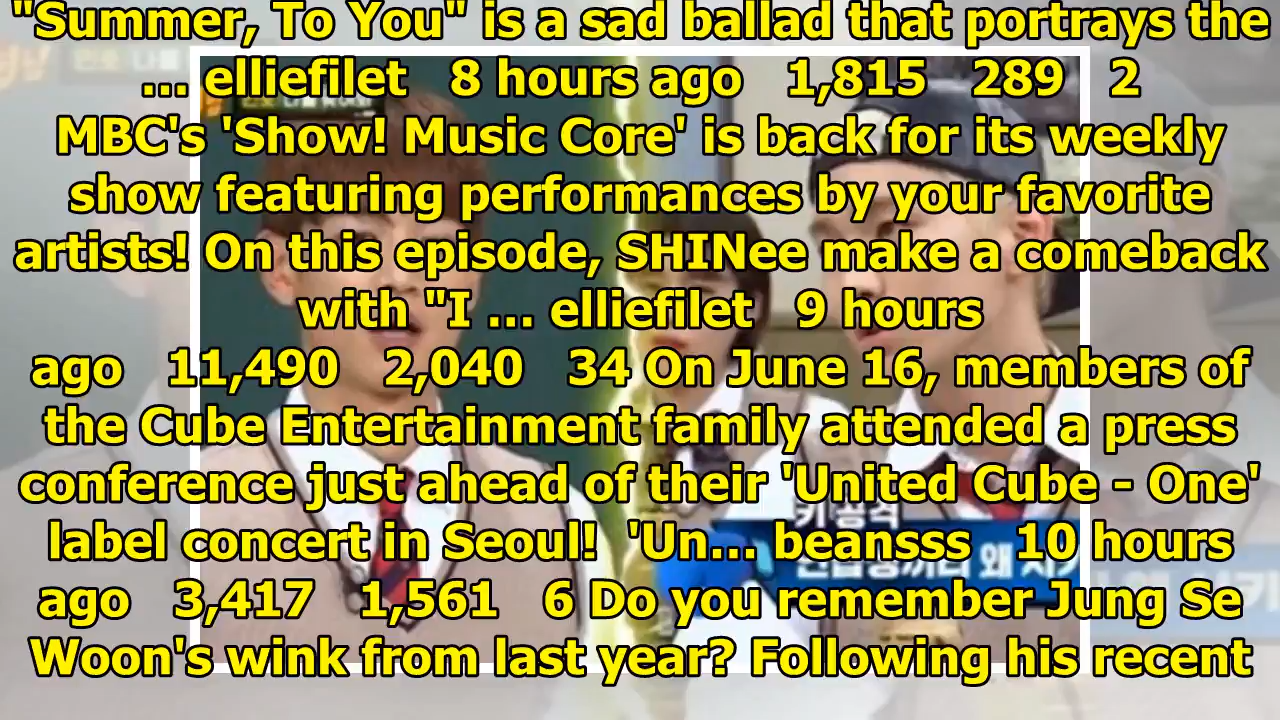 "Summer, To You" is a sad ballad that portrays the
... elliefilet 8 hours ago 1,815 289 2
MBC's 'Show! Music Core' is back for its weekly
show featuring performances by your favorite
artists! On this episode, SHINee make a comeback
with "I ... elliefilet 9 hours
ago 11,490 2,040 34 On June 16, members of
the Cube Entertainment family attended a press
conference just ahead of their 'United Cube - One'
label concert in Seoul! 'Un... beansss 10 hours
ago 3,417 1,561 6 Do you remember Jung Se
Woon's wink from last year? Following his recent
키 공격